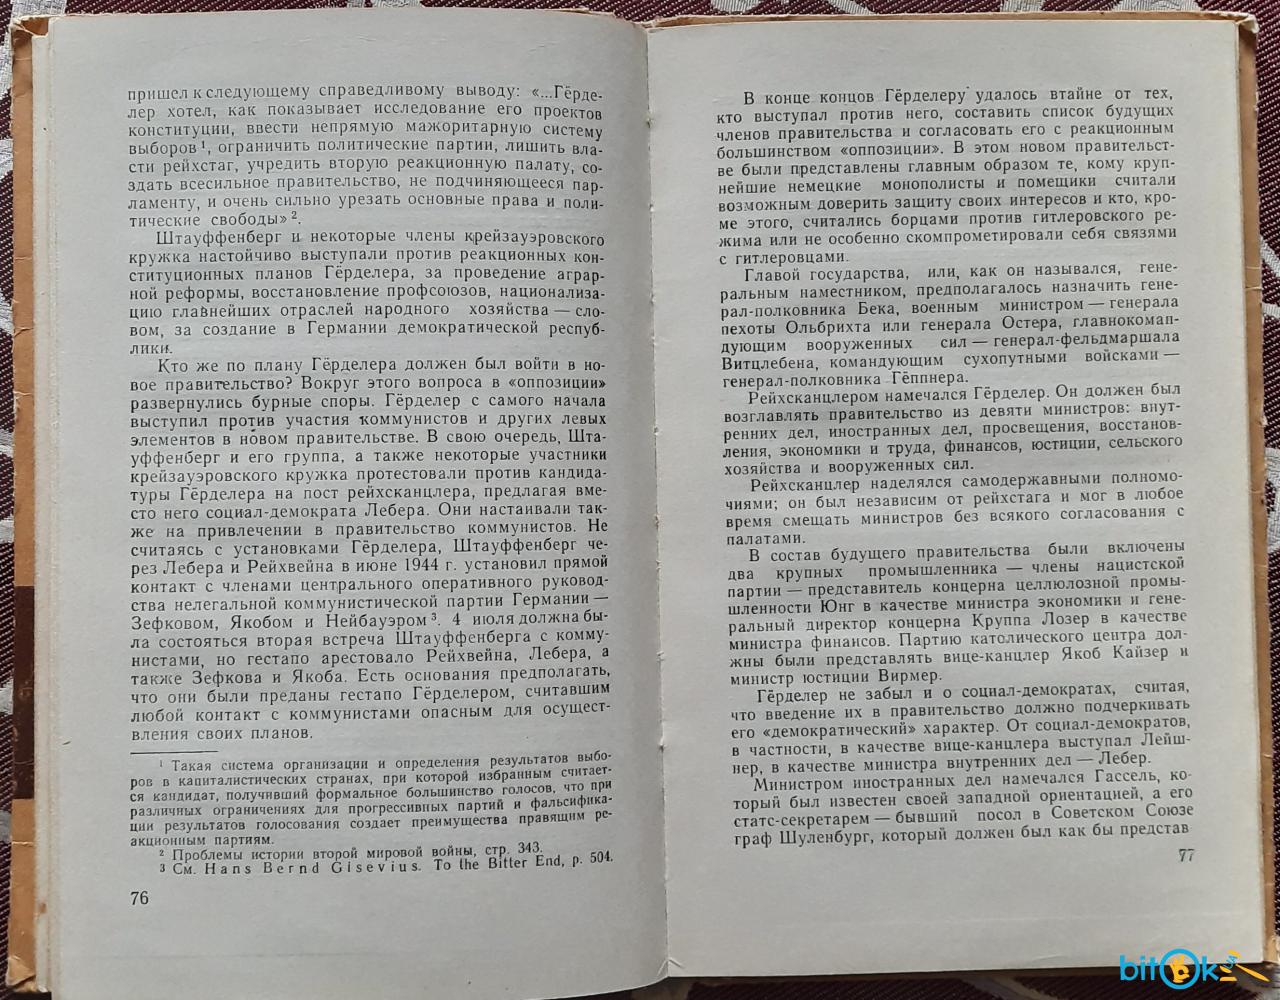 пришел к следующему справедливому выводу: «...Гёрде-
лер хотел, как показывает исследование его проектов
конституции, ввести непрямую мажоритарную систему
выборов¹, ограничить политические партии, лишить вла-
сти рейхстаг, учредить вторую реакционную палату, со-
здать всесильное правительство, не подчиняющееся пар-
ламенту, и очень сильно урезать основные права и поли-
тические свободы»².
Штауффенберг и некоторые члены крейзауэровского
кружка настойчиво выступали против реакционных кон-
ституционных планов Гёрделера, за проведение аграр-
ной реформы, восстановление профсоюзов, национализа-
цию главнейших отраслей народного хозяйства — сло-
вом, за создание в Германии демократической респуб-
лики.
Кто же по плану Гёрделера должен был войти в но-
вое правительство? Вокруг этого вопроса в «оппозиции»
развернулись бурные споры. Гёрделер с самого начала
выступил против участия коммунистов и других левых
элементов в новом правительстве. В свою очередь, Шта-
уффенберг и его группа, а также некоторые участники
крейзауэровского кружка протестовали против кандида-
туры Гёрделера на пост рейхсканцлера, предлагая вме-
сто него социал-демократа Лебера. Они настаивали так-
же на привлечении в правительство коммунистов. Не
считаясь с установками Гёрделера, Штауффенберг че-
рез Лебера и Рейхвейна в июне 1944 г. установил прямой
контакт с членами центрального оперативного руковод-
ства нелегальной коммунистической партии Германии —
Зефковом, Якобом и Нейбауэром³. 4 июля должна бы-
ла состояться вторая встреча Штауффенберга с комму-
нистами, но гестапо арестовало Рейхвейна, Лебера, а
также Зефкова и Якоба. Есть основания предполагать,
что они были преданы гестапо Гёрделером, считавшим
любой контакт с коммунистами опасным для осущест-
вления своих планов.
¹ Такая система организации и определения результатов выбо-
ров в капиталистических странах, при которой избранным считает-
ся кандидат, получивший формальное большинство голосов, что при
различных ограничениях для прогрессивных партий и фальсифика-
ции результатов голосования создает преимущества правящим ре-
акционным партиям.
² Проблемы истории второй мировой войны, стр. 343.
³ См. Hans Bernd Gisevius. To the Bitter End, p. 504.
76
В конце концов Гёрделеру удалось втайне от тех,
кто выступал против него, составить список будущих
членов правительства и согласовать его с реакционным
большинством «оппозиции». В этом новом правительст-
ве были представлены главным образом те, кому круп-
нейшие немецкие монополисты и помещики считали
возможным доверить защиту своих интересов и кто, кро-
ме этого, считались борцами против гитлеровского ре-
жима или не особенно скомпрометировали себя связями
с гитлеровцами.
Главой государства, или, как он назывался, гене-
ральным наместником, предполагалось назначить гене-
рал-полковника Бека, военным министром — генерала
пехоты Ольбрихта или генерала Остера, главнокоман-
дующим вооруженных сил — генерал-фельдмаршала
Витцлебена, командующим сухопутными войсками —
генерал-полковника Гёппнера.
Рейхсканцлером намечался Гёрделер. Он должен был
возглавлять правительство из девяти министров: внут-
ренних дел, иностранных дел, просвещения, восстанов-
ления, экономики и труда, финансов, юстиции, сельского
хозяйства и вооруженных сил.
Рейхсканцлер наделялся самодержавными полномо-
чиями; он был независим от рейхстага и мог в любое
время смещать министров без всякого согласования с
палатами.
В состав будущего правительства были включены
два крупных промышленника — члены нацистской
партии — представитель концерна целлюлозной промы-
шленности Юнг в качестве министра экономики и гене-
ральный директор концерна Круппа Лозер в качестве
министра финансов. Партию католического центра дол-
жны были представлять вице-канцлер Якоб Кайзер и
министр юстиции Вирмер.
Гёрделер не забыл и о социал-демократах, считая,
что введение их в правительство должно подчеркивать
его «демократический» характер. От социал-демократов,
в частности, в качестве вице-канцлера выступал Лейш-
нер, в качестве министра внутренних дел — Лебер.
Министром иностранных дел намечался Гассель, ко-
торый был известен своей западной ориентацией, а его
статс-секретарем — бывший посол в Советском Союзе
граф Шуленбург, который должен был как бы представ
77
bitOk